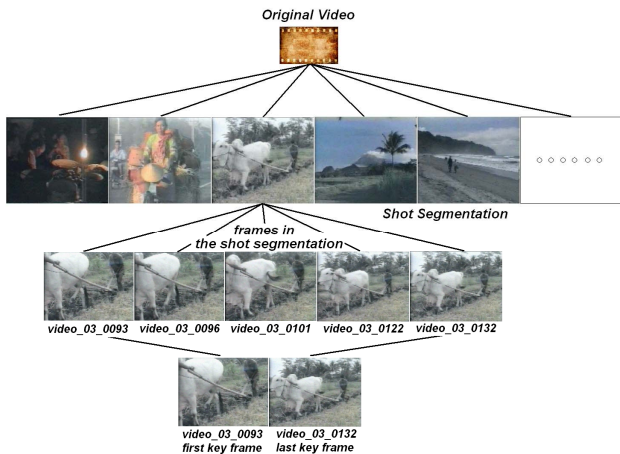 Original Video
Shot Segmentation
frames in
the shot segmentation
video_03_0093
video_03_0096
video_03_0101
video_03_0122
video_03_0132
video_03_0093
first key frame
video_03_0132
last key frame